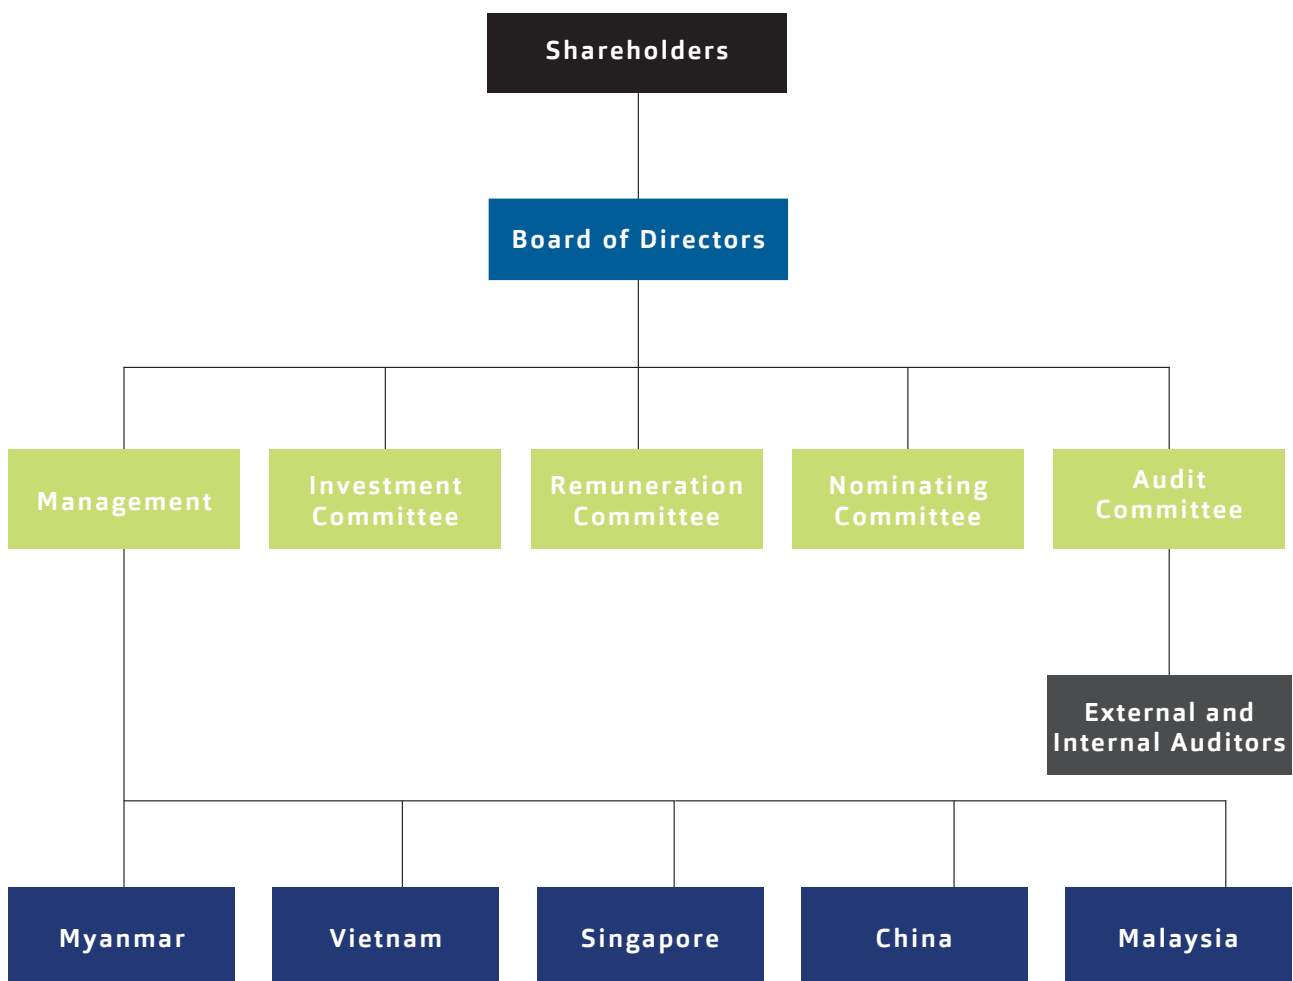 Shareholders
Board of Directors
Management
Investment
Committee
Remuneration
Committee
Nominating
Committee
Audit
Committee
External and
Internal Auditors
Myanmar
Vietnam
Singapore
China
Malaysia